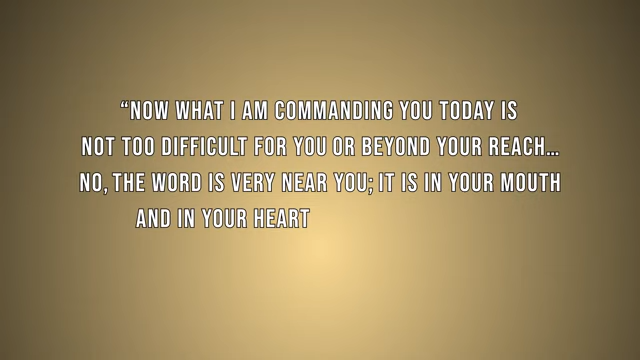 “NOW WHAT I AM COMMANDING YOU TODAY IS
NOT TOO DIFFICULT FOR YOU OR BEYOND YOUR REACH...
NO, THE WORD IS VERY NEAR YOU; IT IS IN YOUR MOUTH
AND IN YOUR HEART